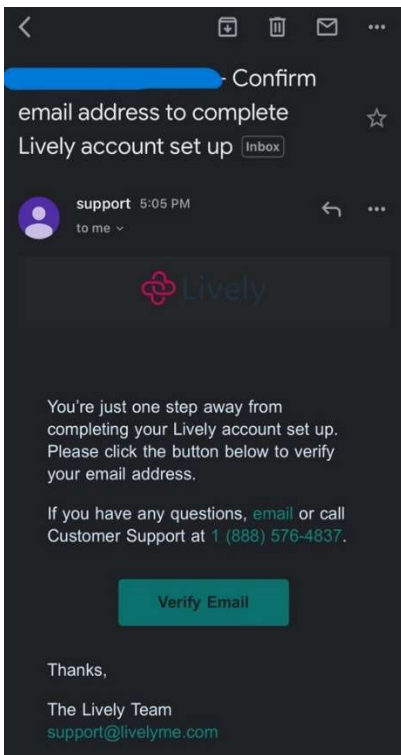 - Confirm
email address to complete
Lively account set up Inbox
support 5:05 PM
to me
Lively
You're just one step away from
completing your Lively account set up.
Please click the button below to verify
your email address.
If you have any questions, email or call
Customer Support at 1 (888) 576-4837.
Verify Email
Thanks,
The Lively Team
support@livelyme.com